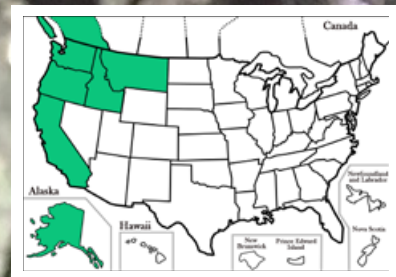 Canada
Newfoundland
and Labrador
Alaska
Hawaii
New
Brunswick
Prince Edward
Island
Nova Scotia